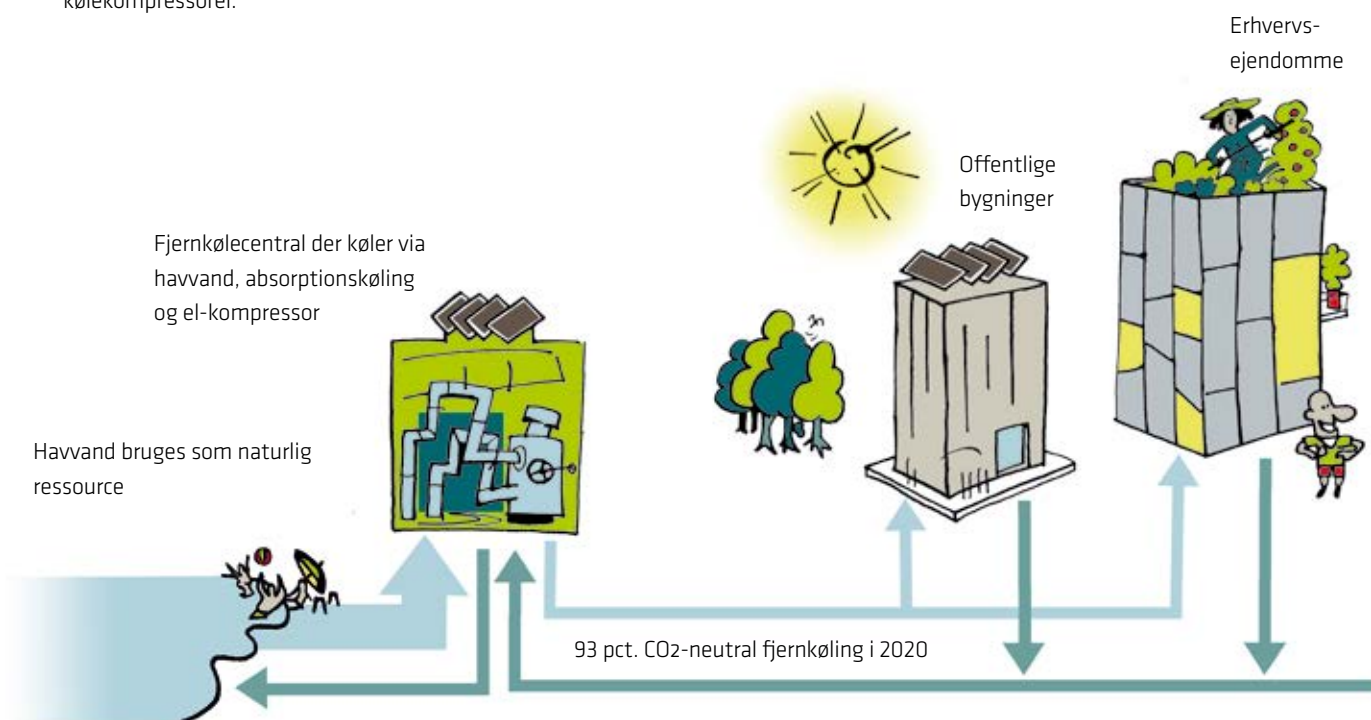 kølekompressorer.
Erhvervs-
ejendomme
Offentlige
bygninger
Fjernkølecentral der køler via
havvand, absorptionskøling
og el-kompressor
Havvand bruges som naturlig
ressource
93 pct. CO2-neutral fjernkøling i 2020